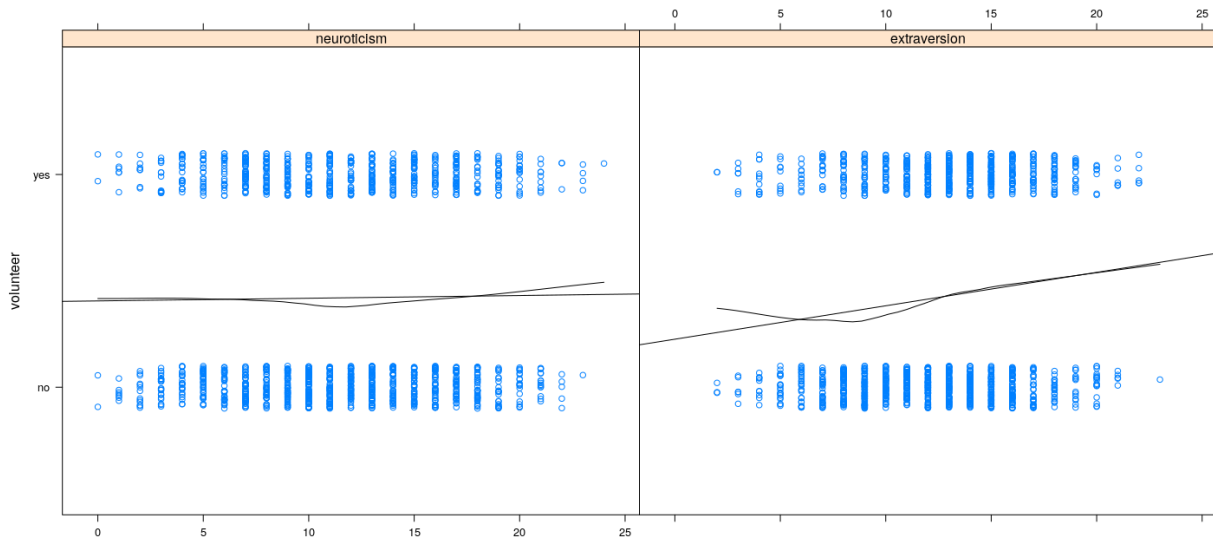 0 5 10 15 20 25
neuroticism extraversion
yes
volunteer
no
0 5 10 15 20 25